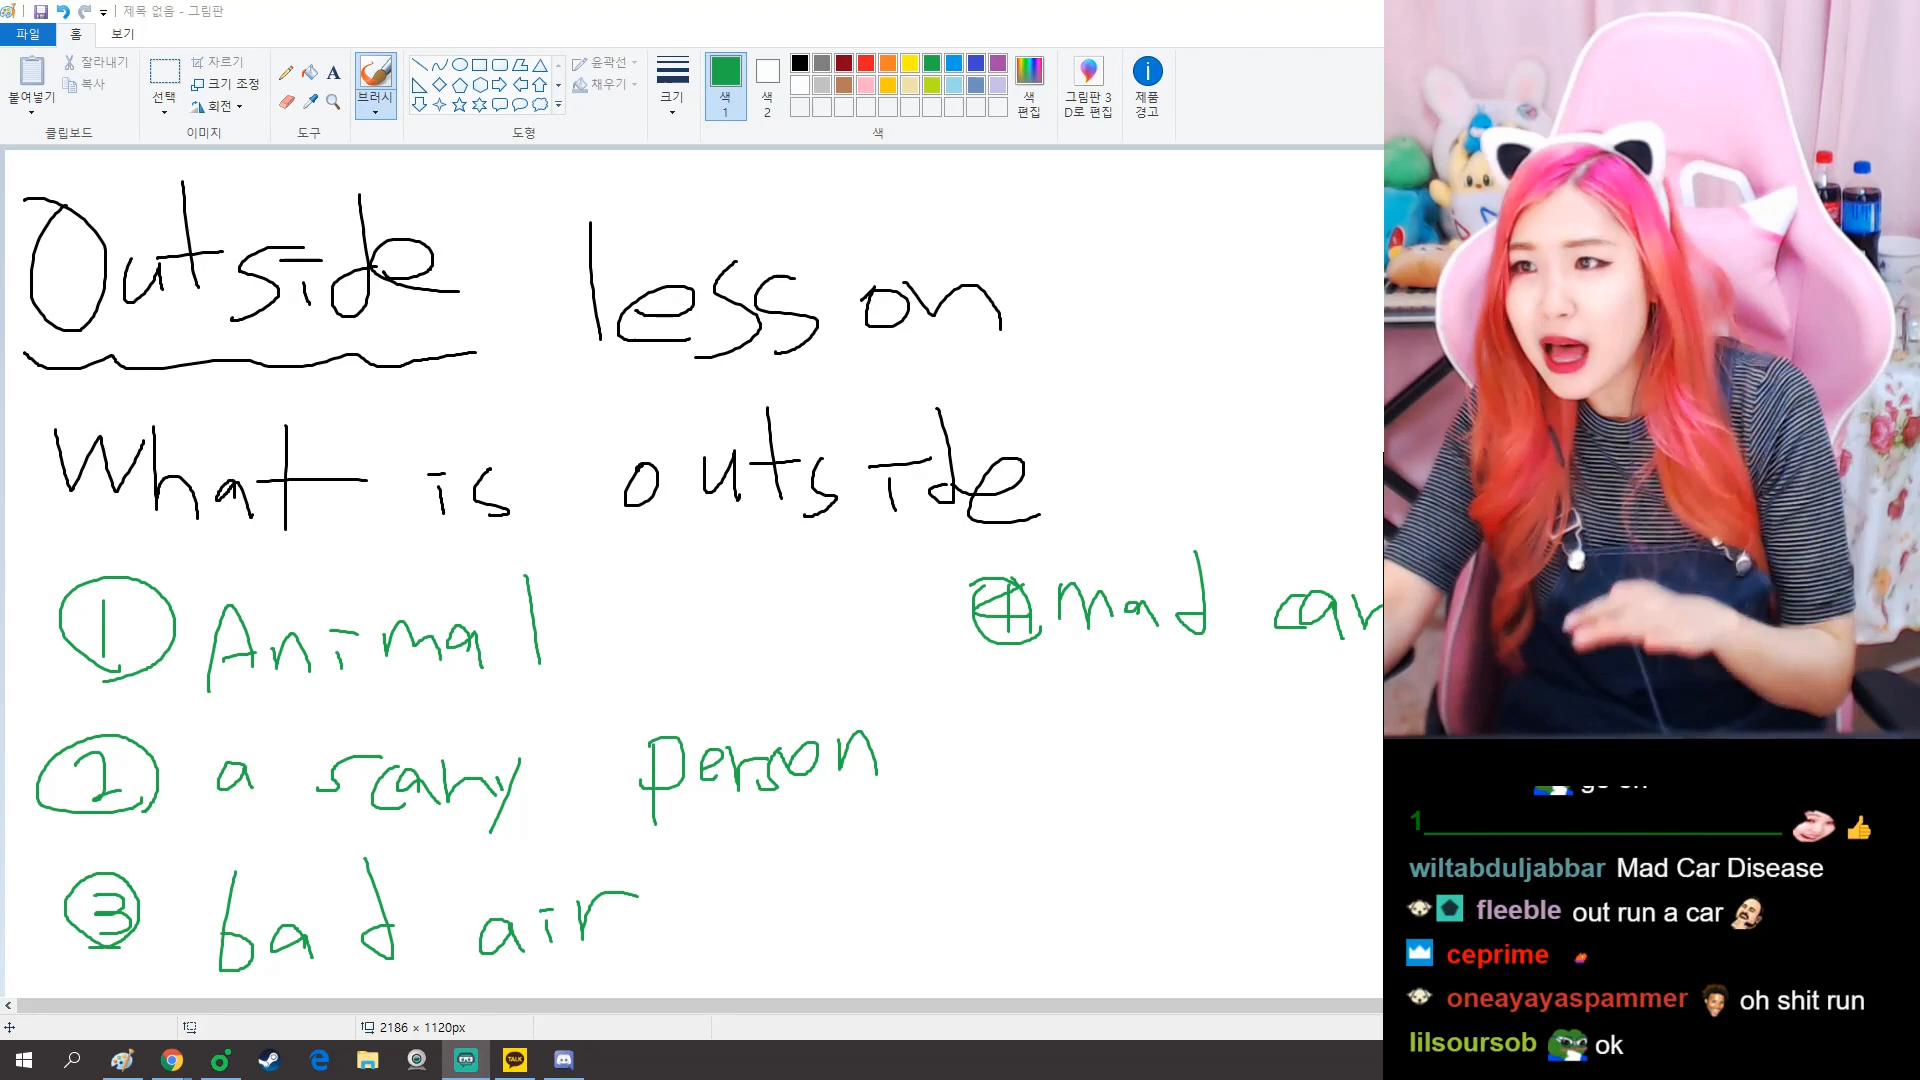 제목 없음 - 그림판
파일 홈 보기
붙여넣기
잘라내기
복사
클립보드
선택
자르기
크기 조정
회전
이미지
A
도구
브러시
윤곽선
채우기
도형
크기
색
1
색
2
색
편집
색
그림판 3
D로 편집
제품
경고
Outside lesson
What is outside
① Animal
④ mad car
② a scary person
③ bad air
2186 × 1120px
TALK
go on
1_______________________
wiltabduljabbar Mad Car Disease
fleeble out run a car
ceprime
oneayayaspammer oh shit run
lilsoursob ok